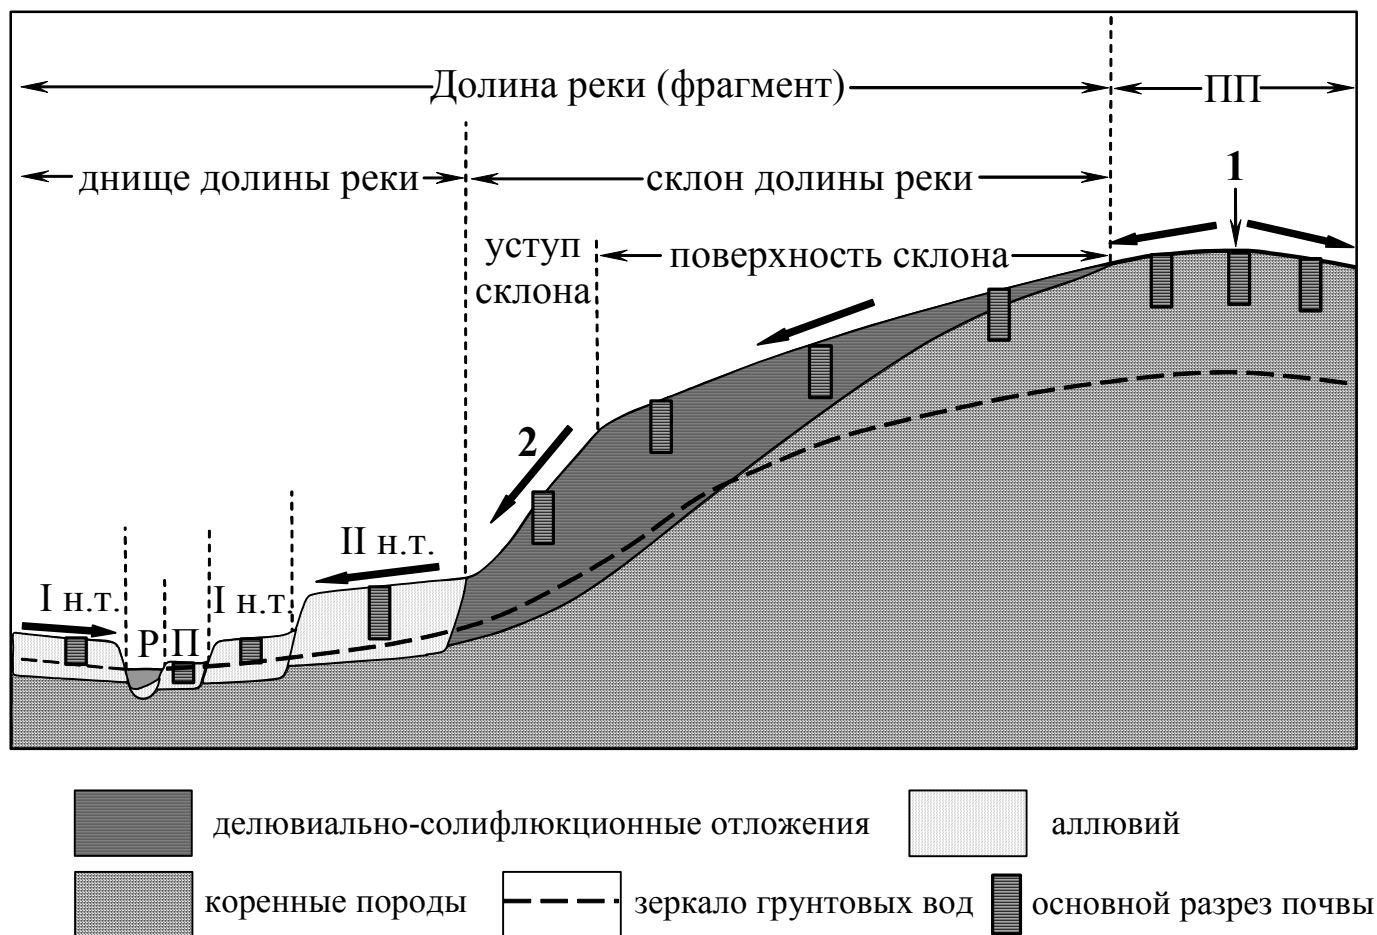 Долина реки (фрагмент)
ПП
днище долины реки
склон долины реки
1
уступ
склона
поверхность склона
2
II н.т.
I н.т.
Р
П
I н.т.
делювиально-солифлюкционные отложения
аллювий
коренные породы
зеркало грунтовых вод
основной разрез почвы